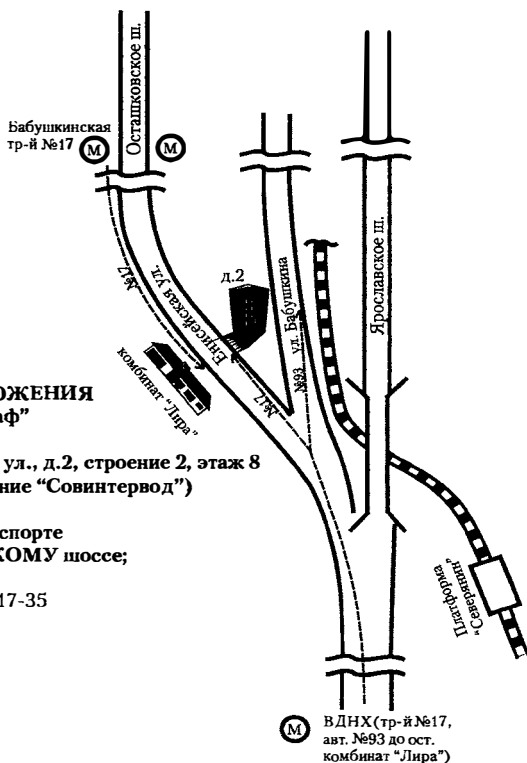 Осташковское ш.
Бабушкинская
тр-й №17
М
М
№17
Енисейская ул.
д.2
№93 ул. Бабушкина
Ярославское ш.
комбинат "Лира"
№17
ОЖЕНИЯ
аф"
ул., д.2, строение 2, этаж 8
ние "Совинтервод")
спорте
КОМУ шоссе;
17-35
Платформа
"Северянин"
М
ВДНХ(тр-й №17,
авт. №93 до ост.
комбинат "Лира")